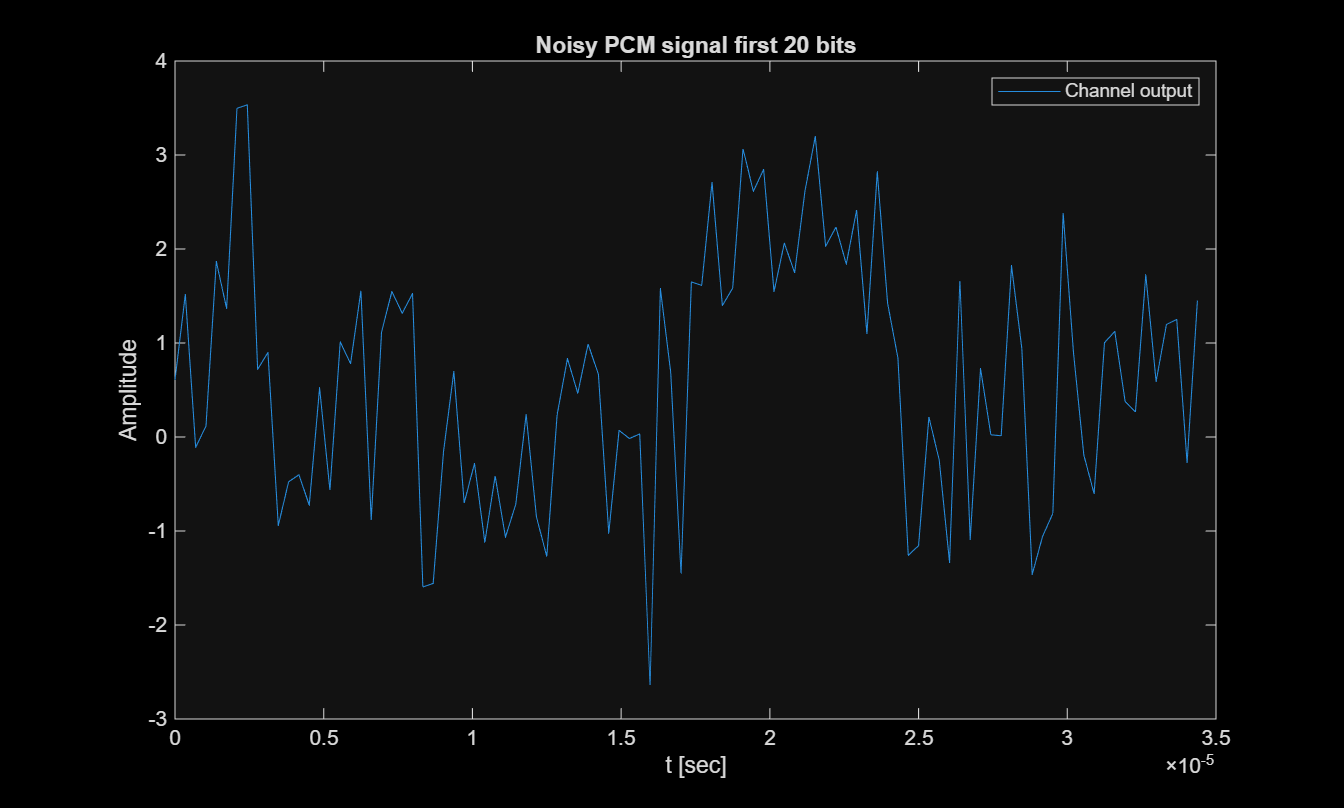 Noisy PCM signal first 20 bits
Channel output
4
3
2
1
0
-1
-2
-3
Amplitude
0 0.5 1 1.5 2 2.5 3 3.5
t [sec]
×10⁻⁵